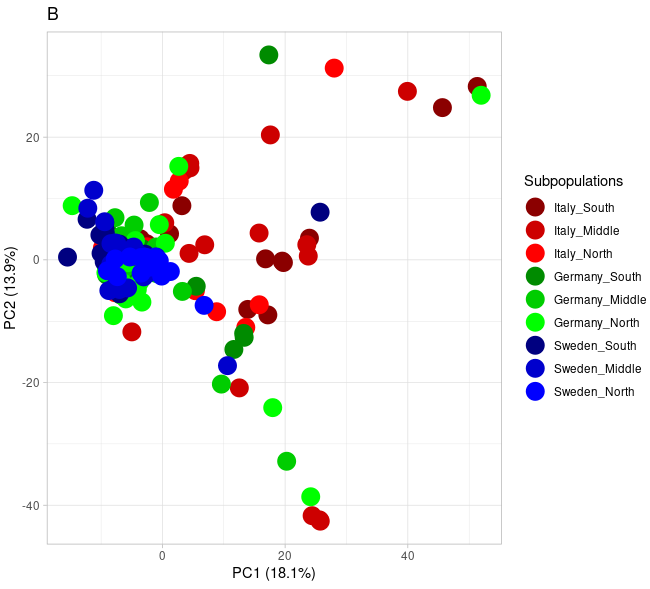 B
20
0
-20
-40
PC2 (13.9%)
0
20
40
PC1 (18.1%)
Subpopulations
Italy_South
Italy_Middle
Italy_North
Germany_South
Germany_Middle
Germany_North
Sweden_South
Sweden_Middle
Sweden_North